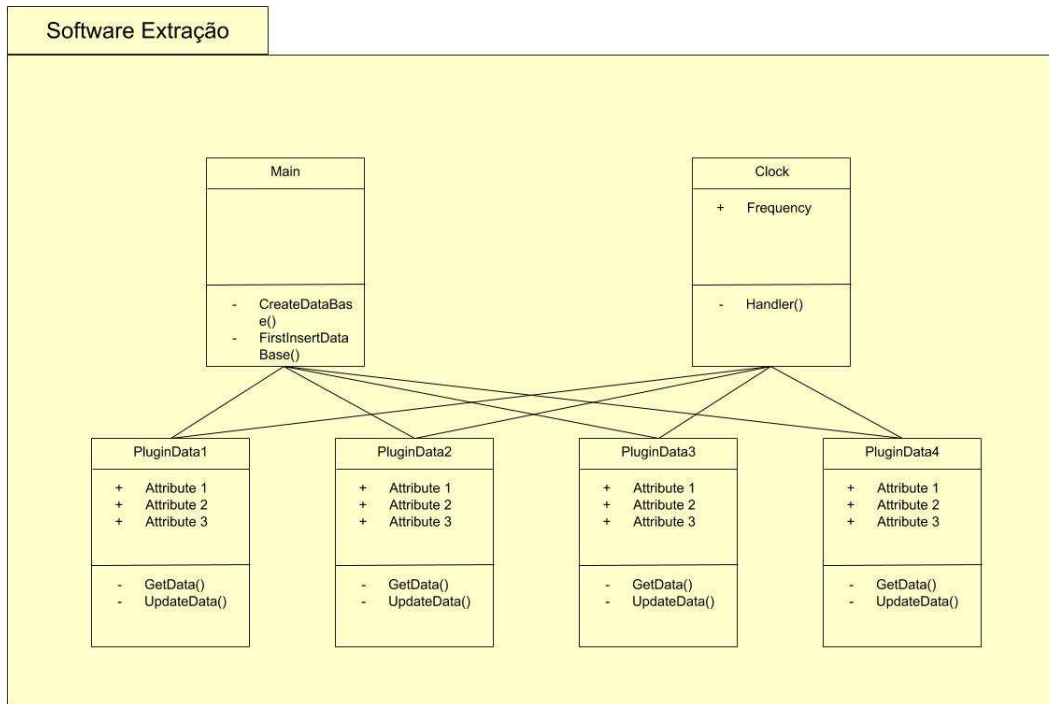 Software Extração
Main
- CreateDataBas
e()
- FirstInsertData
Base()
Clock
+ Frequency
- Handler()
PluginData1
+ Attribute 1
+ Attribute 2
+ Attribute 3
- GetData()
- UpdateData()
PluginData2
+ Attribute 1
+ Attribute 2
+ Attribute 3
- GetData()
- UpdateData()
PluginData3
+ Attribute 1
+ Attribute 2
+ Attribute 3
- GetData()
- UpdateData()
PluginData4
+ Attribute 1
+ Attribute 2
+ Attribute 3
- GetData()
- UpdateData()